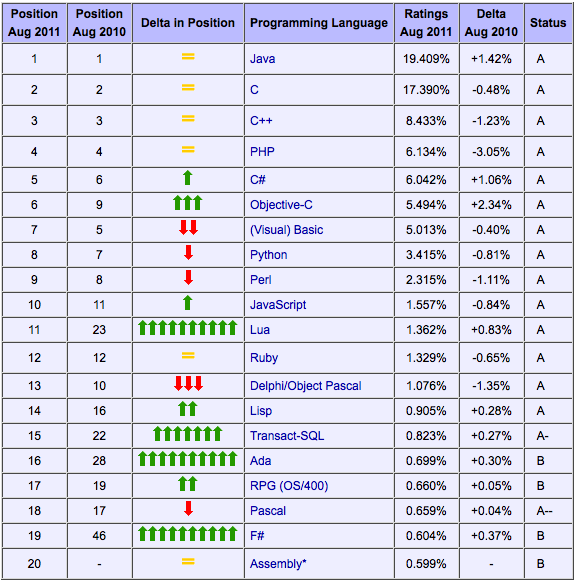 Position Aug 2011 Position Aug 2010 Delta in Position Programming Language Ratings Aug 2011 Delta Aug 2010 Status
1 1 Java 19.409% +1.42% A
2 2 C 17.390% -0.48% A
3 3 C++ 8.433% -1.23% A
4 4 PHP 6.134% -3.05% A
5 6 C# 6.042% +1.06% A
6 9 Objective-C 5.494% +2.34% A
7 5 (Visual) Basic 5.013% -0.40% A
8 7 Python 3.415% -0.81% A
9 8 Perl 2.315% -1.11% A
10 11 JavaScript 1.557% -0.84% A
11 23 Lua 1.362% +0.83% A
12 12 Ruby 1.329% -0.65% A
13 10 Delphi/Object Pascal 1.076% -1.35% A
14 16 Lisp 0.905% +0.28% A
15 22 Transact-SQL 0.823% +0.27% A-
16 28 Ada 0.699% +0.30% B
17 19 RPG (OS/400) 0.660% +0.05% B
18 17 Pascal 0.659% +0.04% A--
19 46 F# 0.604% +0.37% B
20 - Assembly* 0.599% - B